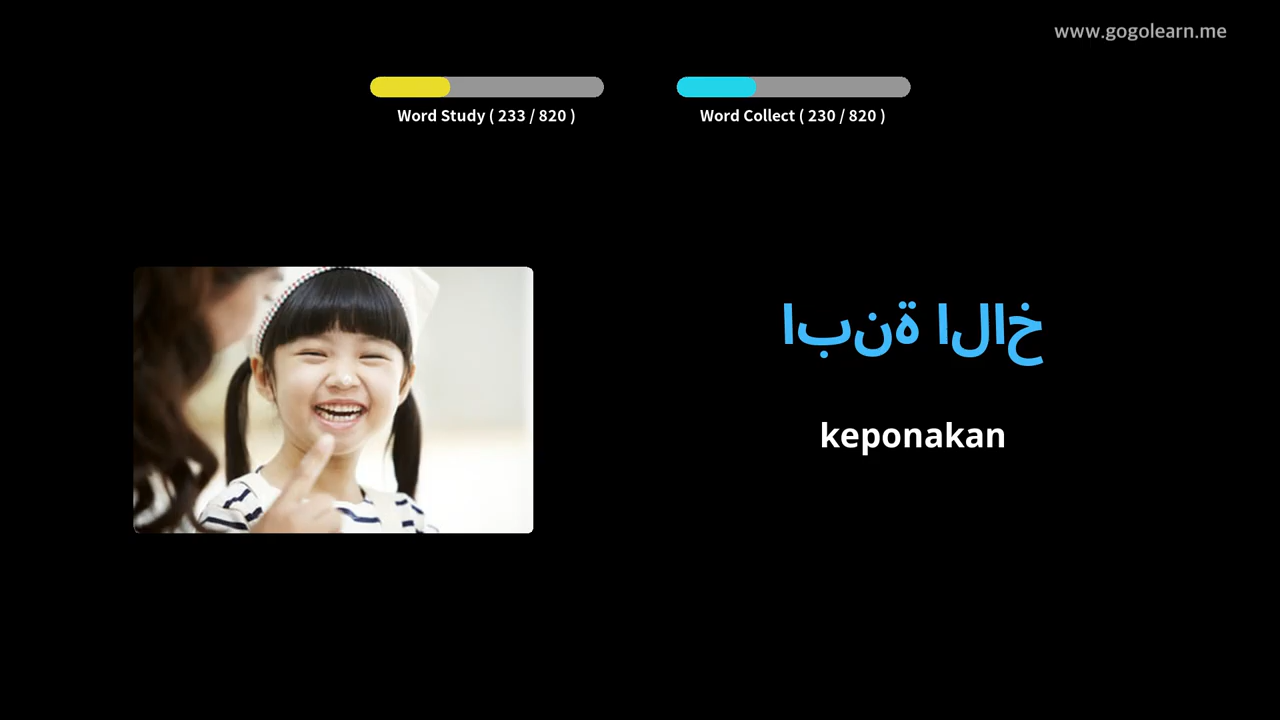 www.gogolearn.me
Word Study ( 233 / 820 )
Word Collect ( 230 / 820 )
ابنة الاخ
keponakan